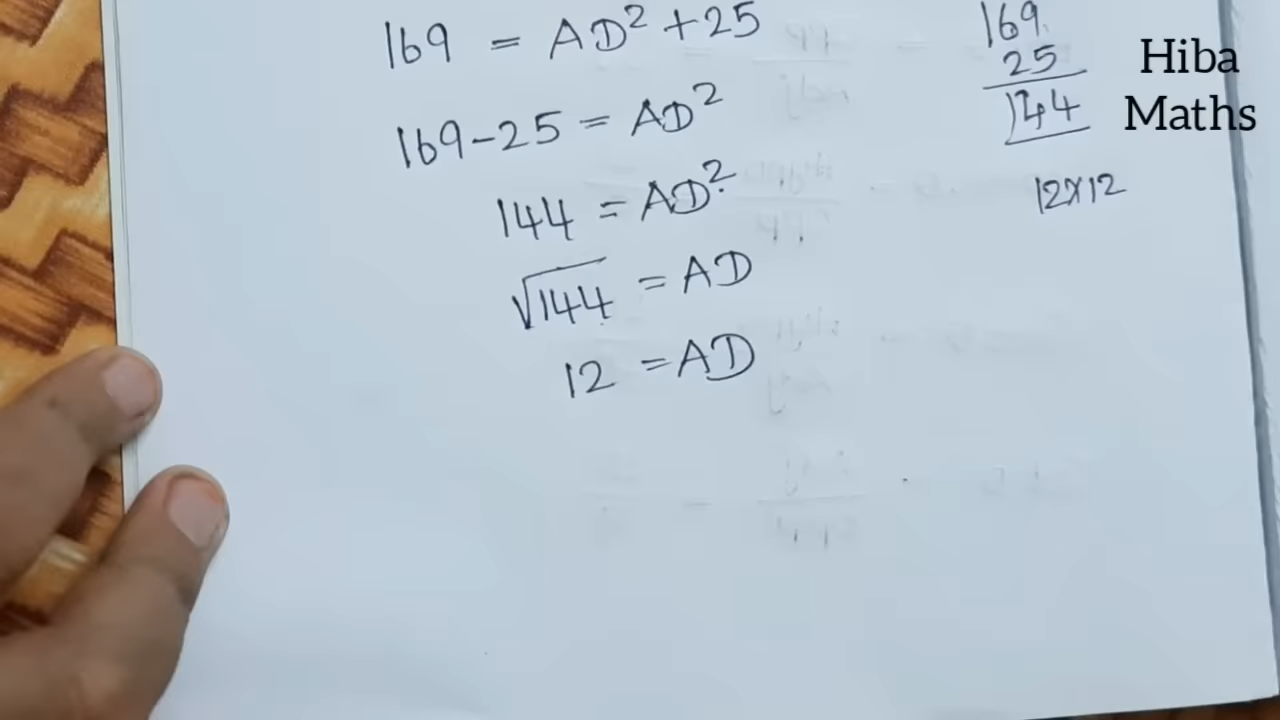 169 = AD² + 25
169 - 25 = AD²
144 = AD²
√144 = AD
12 = AD
169
25
144
12x12
Hiba
Maths